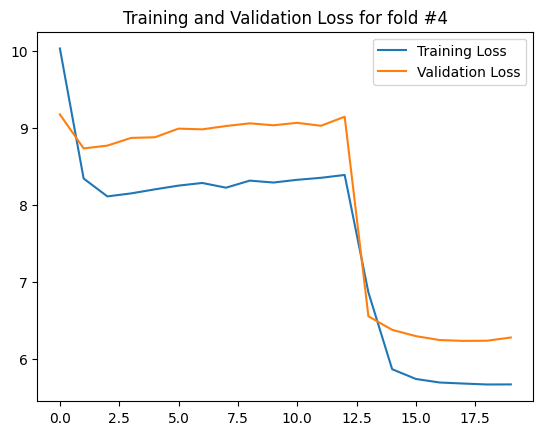 Training and Validation Loss for fold #4
Training Loss
Validation Loss
10
9
8
7
6
0.0 2.5 5.0 7.5 10.0 12.5 15.0 17.5